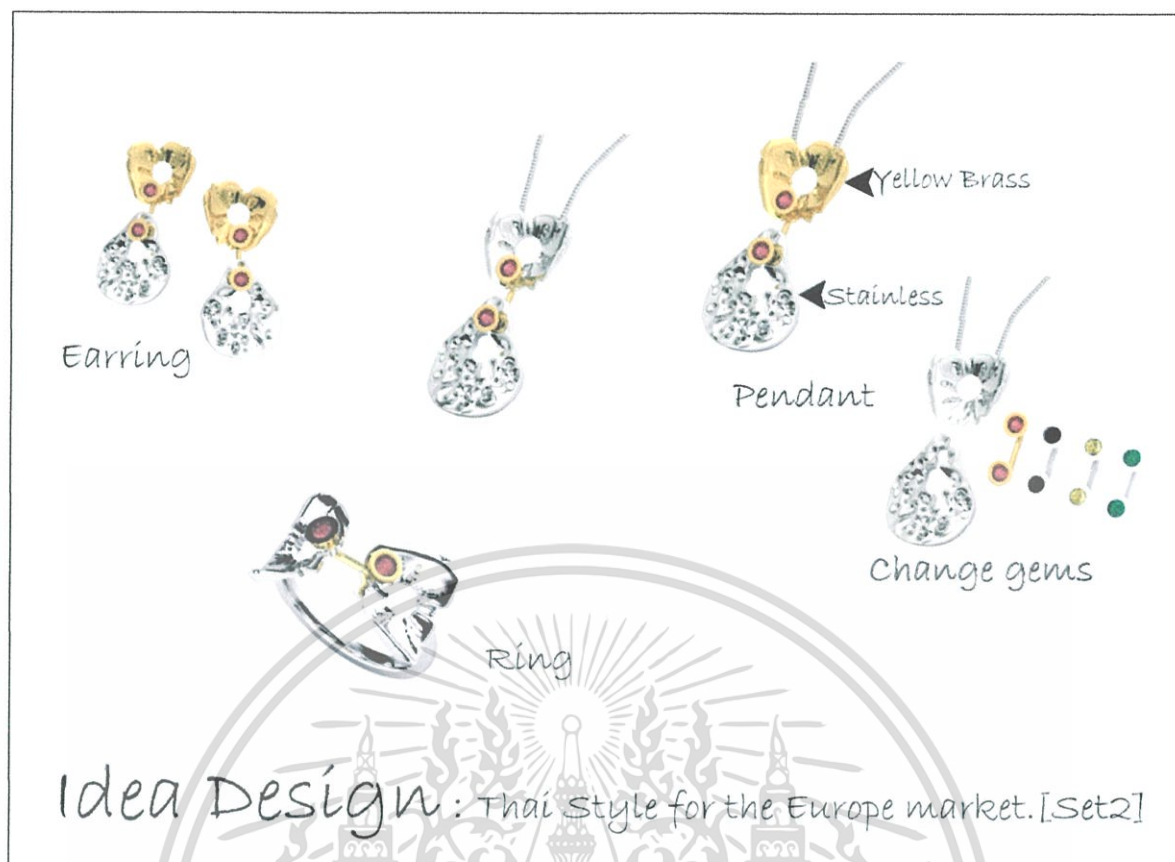 Yellow Brass
Stainless
Earring
Pendant
Change gems
Ring
Idea Design : Thai Style for the Europe market.[Set2]